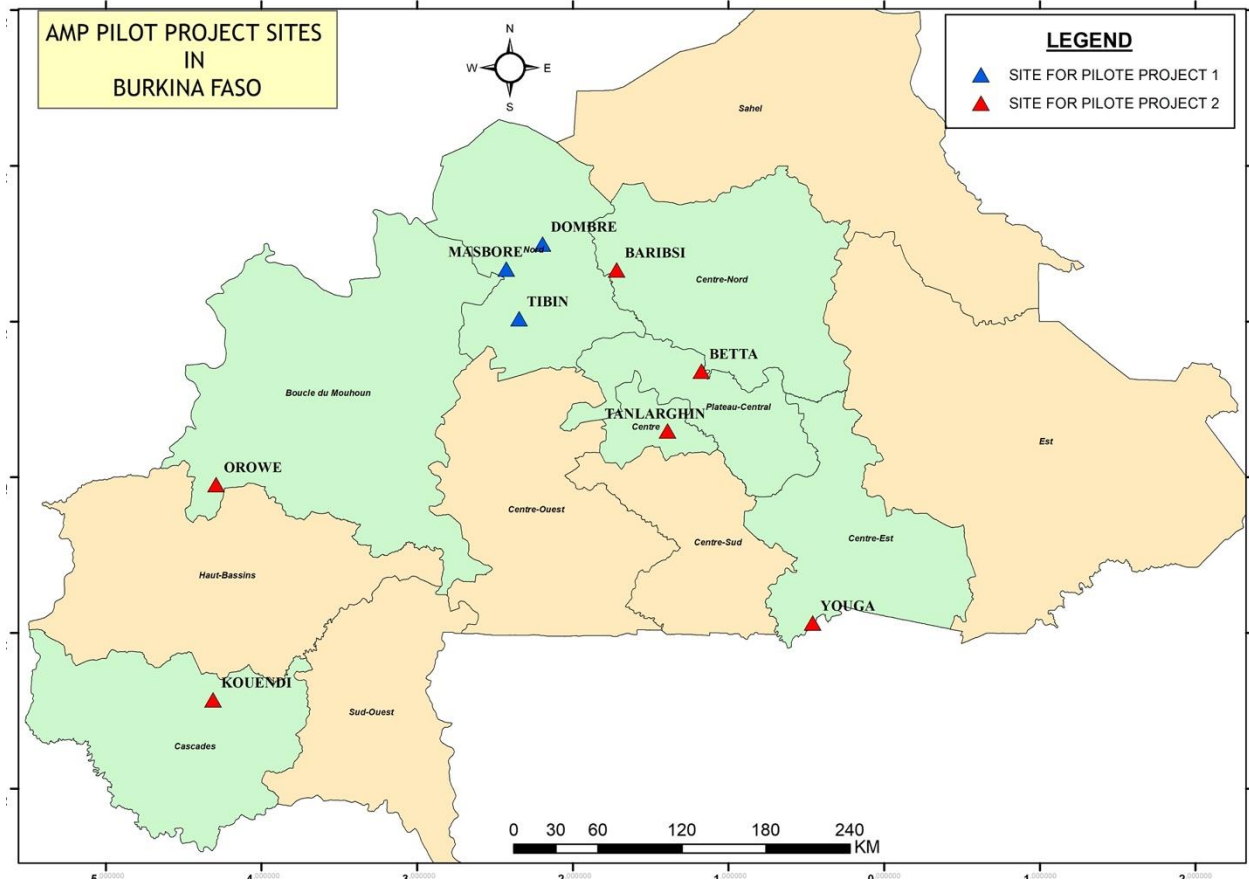 AMP PILOT PROJECT SITES
IN
BURKINA FASO
N
W
E
S
LEGEND
SITE FOR PILOTE PROJECT 1
SITE FOR PILOTE PROJECT 2
Sahel
DOMBRE
Nord
MASBORE
BARIBSI
Centre-Nord
TIBIN
BETTA
Boucle du Mouhoun
Plateau-Central
TANLARGHIN
Centre
Est
OROWE
Centre-Ouest
Centre-Sud
Centre-Est
Haut-Bassins
YOUGA
KOUENDI
Sud-Ouest
Cascades
0 30 60 120 180 240
KM